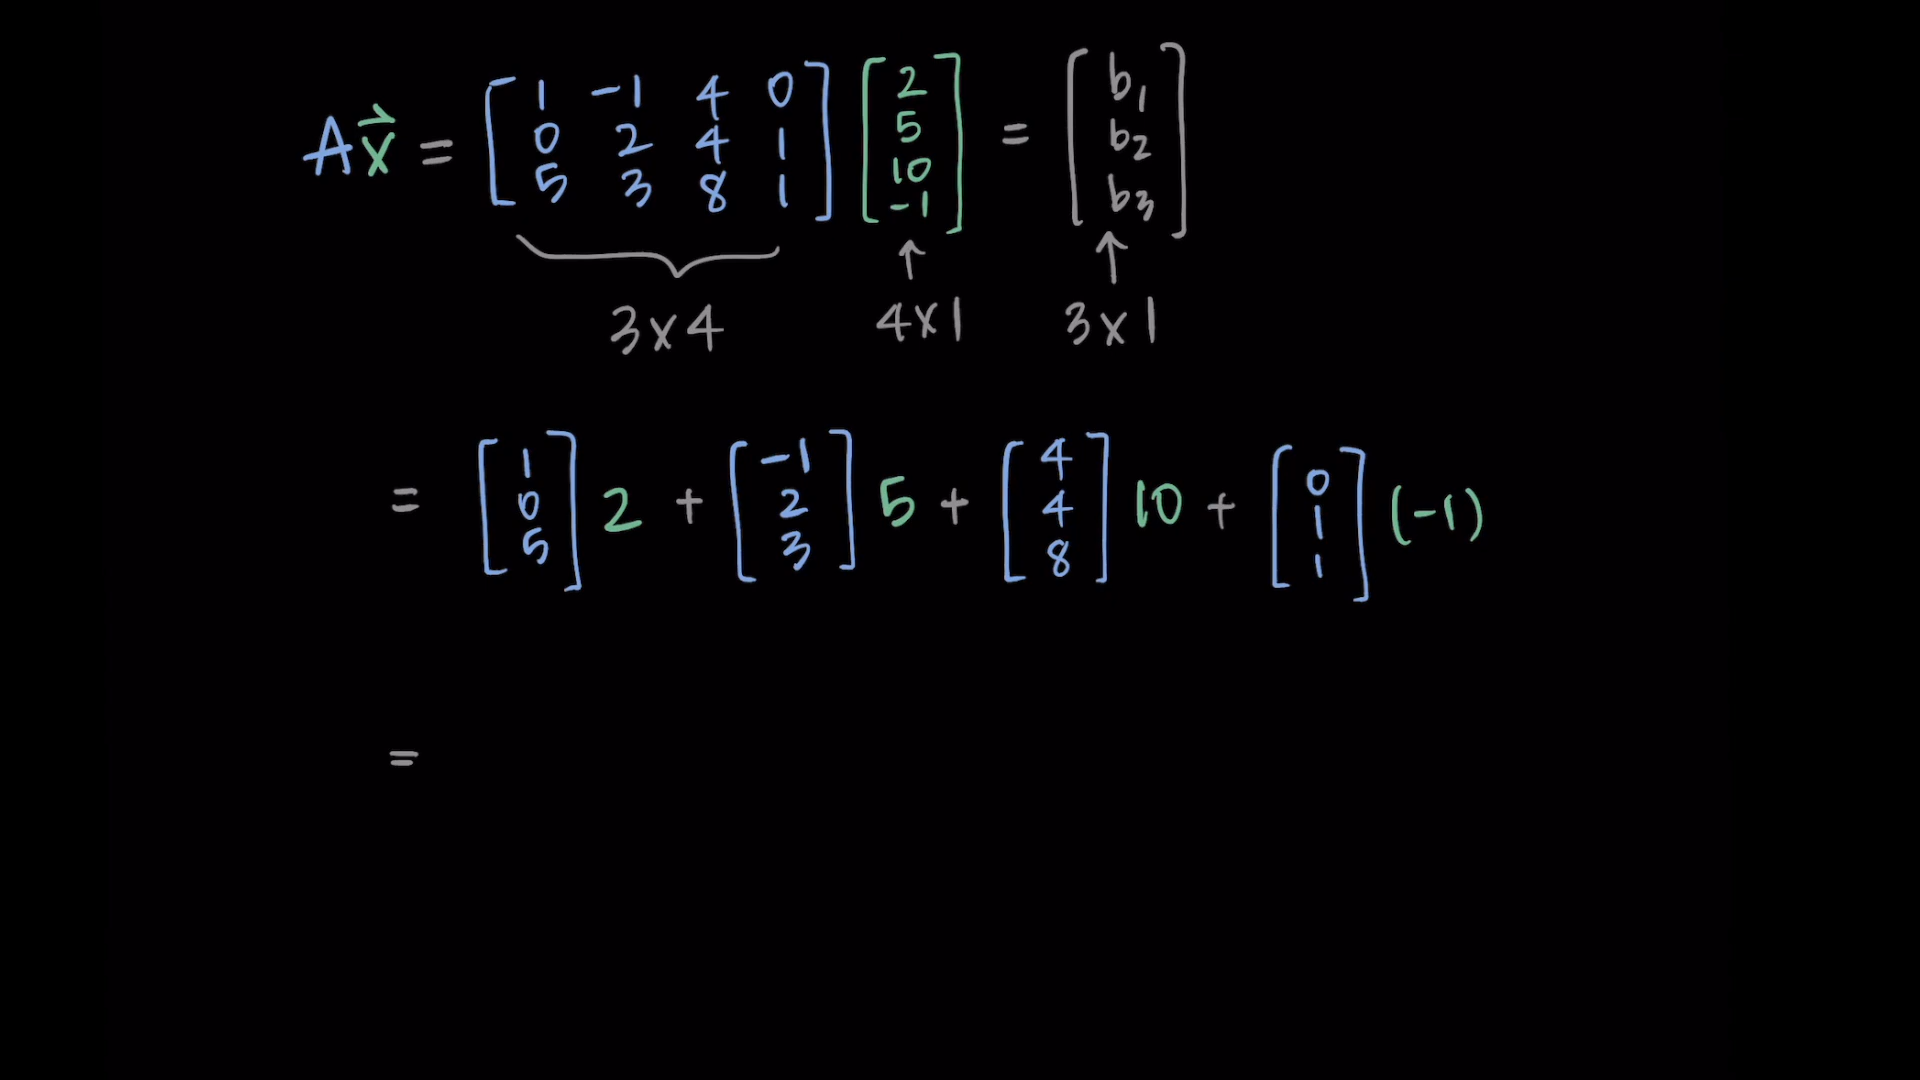 Ax⃗ = [1 -1 4 0; 0 2 4 1; 5 3 8 1] [2; 5; 10; -1] = [b₁; b₂; b₃]
↑ ↑
3x4 4x1 3x1
= [1; 0; 5] 2 + [-1; 2; 3] 5 + [4; 4; 8] 10 + [0; 1; 1] (-1)
=